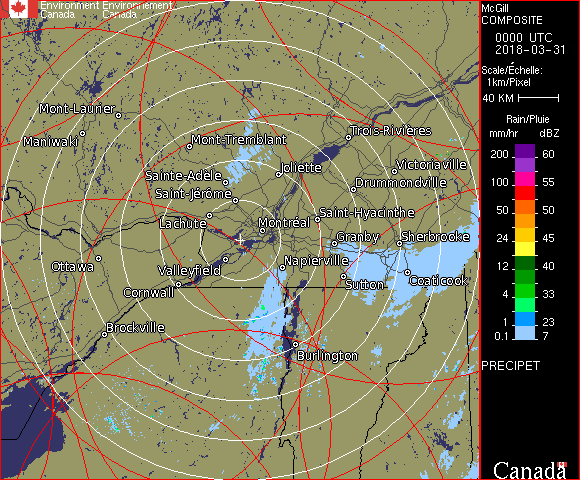 Environment Environnement
Canada Canada
McGill
COMPOSITE
0000 UTC
2018-03-31
Scale/Échelle:
1km/Pixel
40 KM
Rain/Pluie
mm/hr dBZ
200 60
100 55
50 50
24 45
12 40
4 33
1 23
0.1 7
PRECIPET
Canada
Mont-Laurier
Maniwaki
Mont-Tremblant
Trois-Rivières
Sainte-Adèle
Joliette
Victoriaville
Saint-Jérôme
Drummondville
Lachute
Montréal
Saint-Hyacinthe
Granby
Sherbrooke
Ottawa
Valleyfield
Napierville
Cornwall
Sutton
Coaticook
Brockville
Burlington